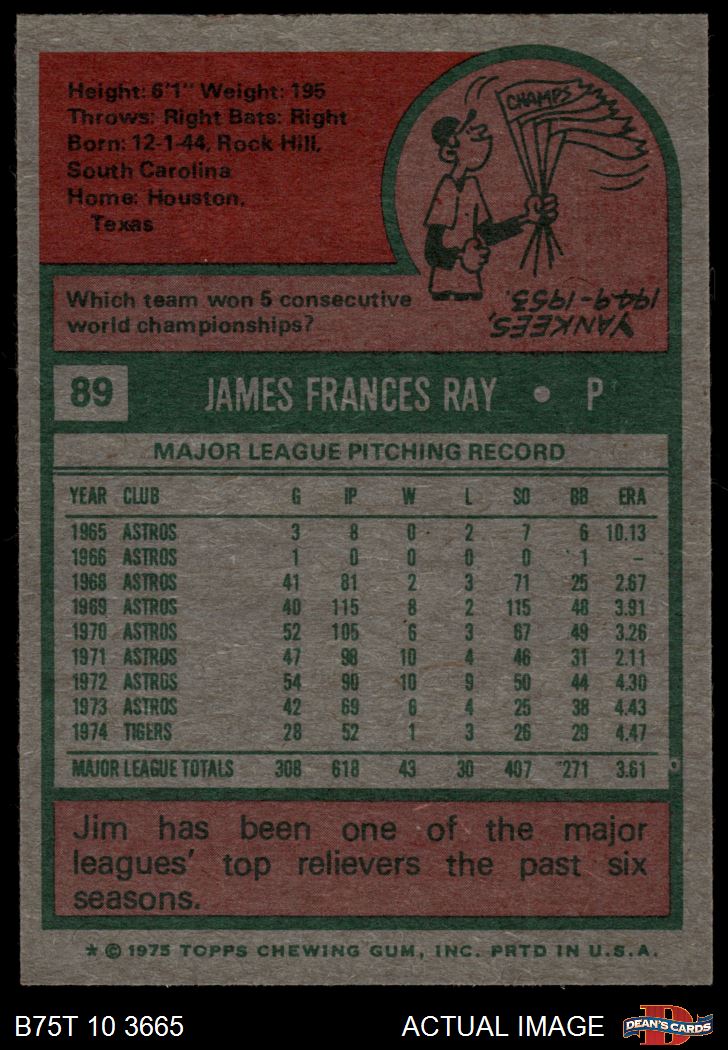 Height: 6'1" Weight: 195
Throws: Right Bats: Right
Born: 12-1-44, Rock Hill,
South Carolina
Home: Houston,
Texas
CHAMPS
Which team won 5 consecutive
world championships?
YANKEES,
1949-1953.
89 JAMES FRANCES RAY • P
MAJOR LEAGUE PITCHING RECORD
YEAR CLUB G IP W L SO BB ERA
1965 ASTROS 3 8 0 2 7 6 10.13
1966 ASTROS 1 0 0 0 0 1 –
1968 ASTROS 41 81 2 3 71 25 2.67
1969 ASTROS 40 115 8 2 115 48 3.91
1970 ASTROS 52 105 6 3 67 49 3.26
1971 ASTROS 47 98 10 4 46 31 2.11
1972 ASTROS 54 90 10 9 50 44 4.30
1973 ASTROS 42 69 6 4 25 38 4.43
1974 TIGERS 28 52 1 3 26 29 4.47
MAJOR LEAGUE TOTALS 308 618 43 30 407 271 3.61
Jim has been one of the major
leagues' top relievers the past six
seasons.
* © 1975 TOPPS CHEWING GUM, INC. PRTD IN U.S.A.
B75T 10 3665 ACTUAL IMAGE D DEAN'S CARDS